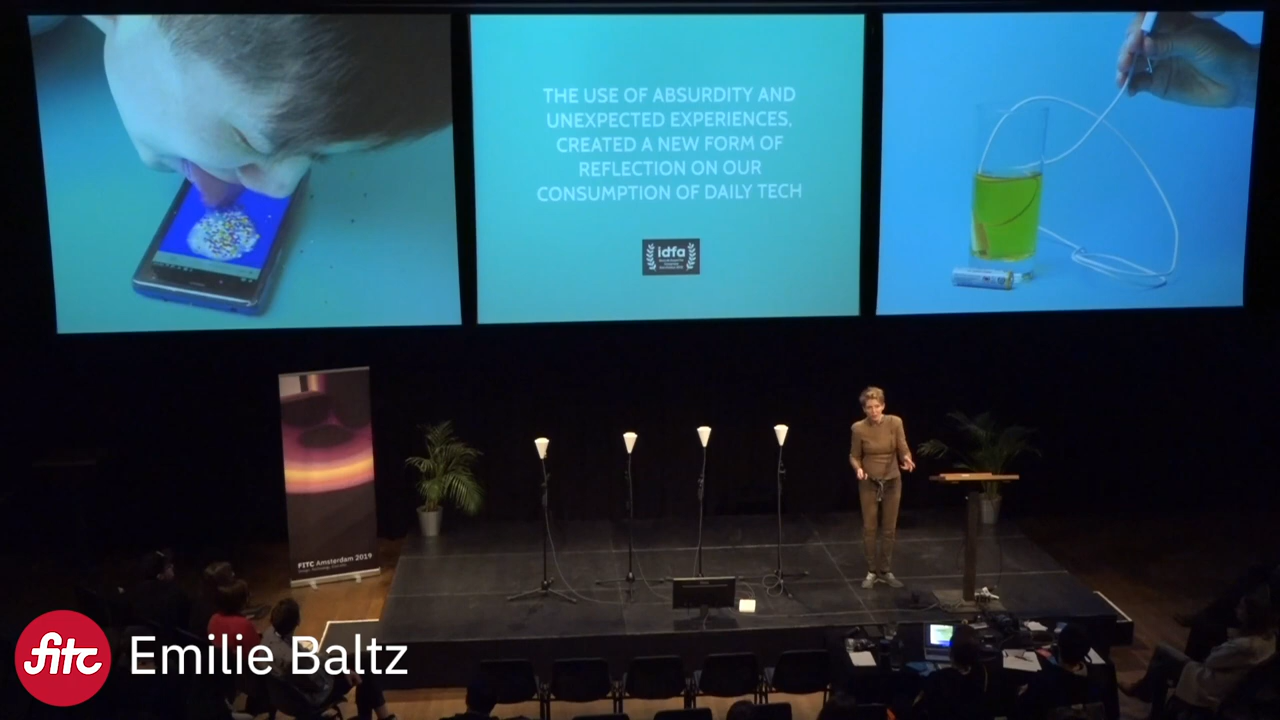 THE USE OF ABSURDITY AND
UNEXPECTED EXPERIENCES,
CREATED A NEW FORM OF
REFLECTION ON OUR
CONSUMPTION OF DAILY TECH
idfa
FITC Amsterdam 2019
fitc
Emilie Baltz